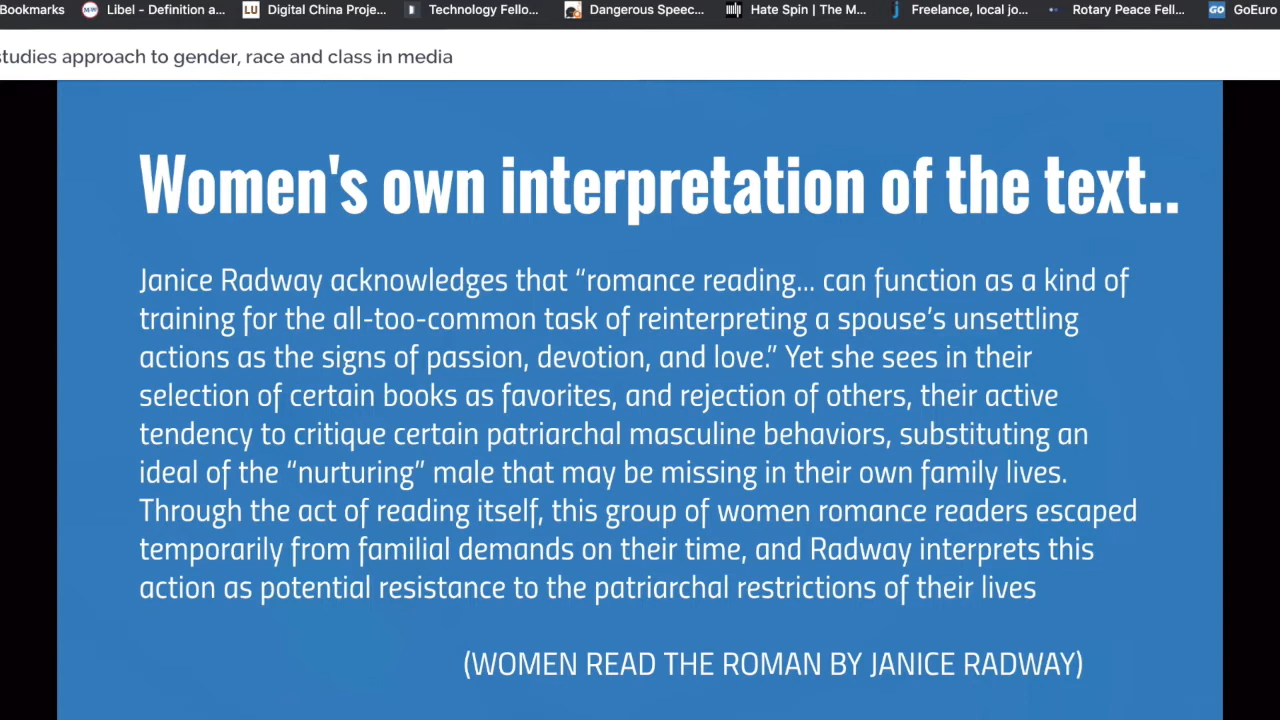 Bookmarks Libel - Definition a... LU Digital China Proje... Technology Fello... Dangerous Speec... Hate Spin | The M... Freelance, local jo... Rotary Peace Fell... GO GoEuro
studies approach to gender, race and class in media
Women's own interpretation of the text..
Janice Radway acknowledges that “romance reading... can function as a kind of
training for the all-too-common task of reinterpreting a spouse’s unsettling
actions as the signs of passion, devotion, and love.” Yet she sees in their
selection of certain books as favorites, and rejection of others, their active
tendency to critique certain patriarchal masculine behaviors, substituting an
ideal of the “nurturing” male that may be missing in their own family lives.
Through the act of reading itself, this group of women romance readers escaped
temporarily from familial demands on their time, and Radway interprets this
action as potential resistance to the patriarchal restrictions of their lives
(WOMEN READ THE ROMAN BY JANICE RADWAY)